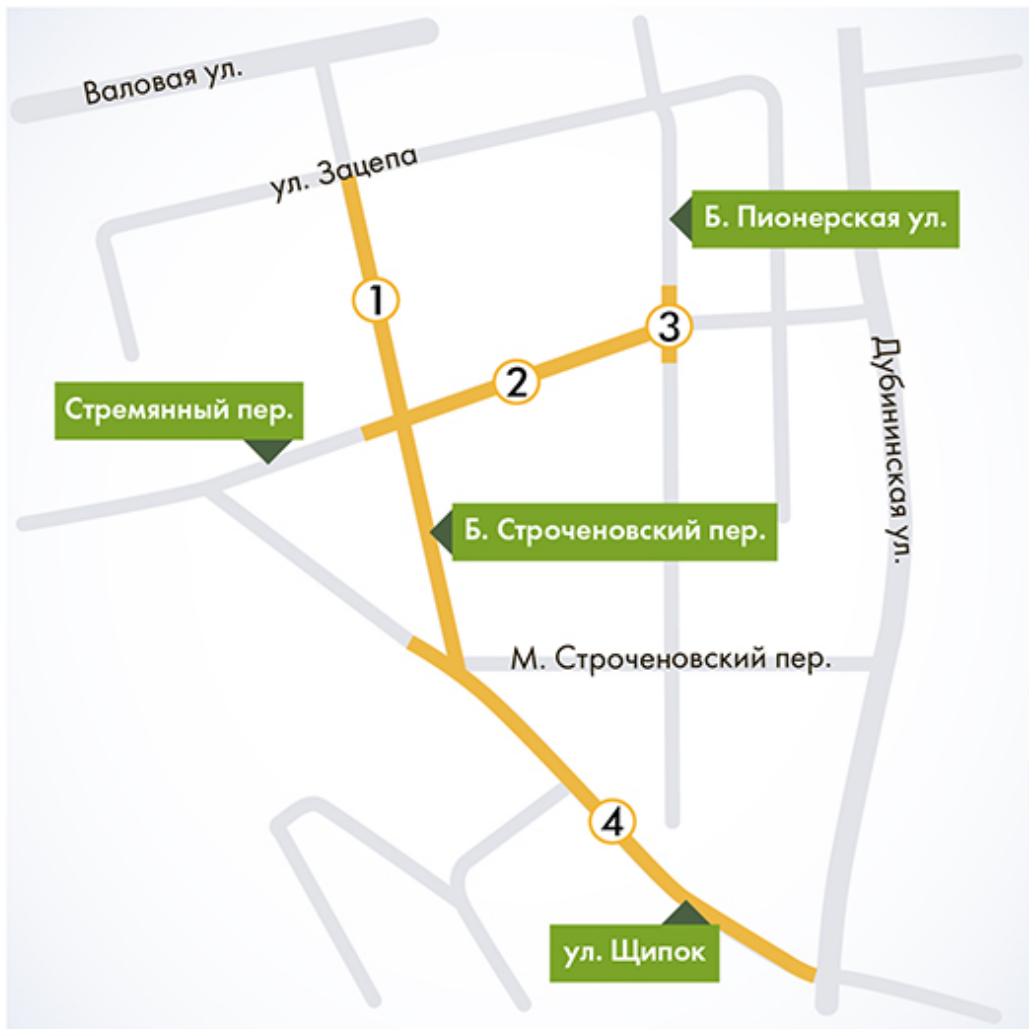 Валовая ул.
ул. Зацепа
Б. Пионерская ул.
1
3
2
Стремянный пер.
Дубининская ул.
Б. Строченовский пер.
М. Строченовский пер.
4
ул. Щипок